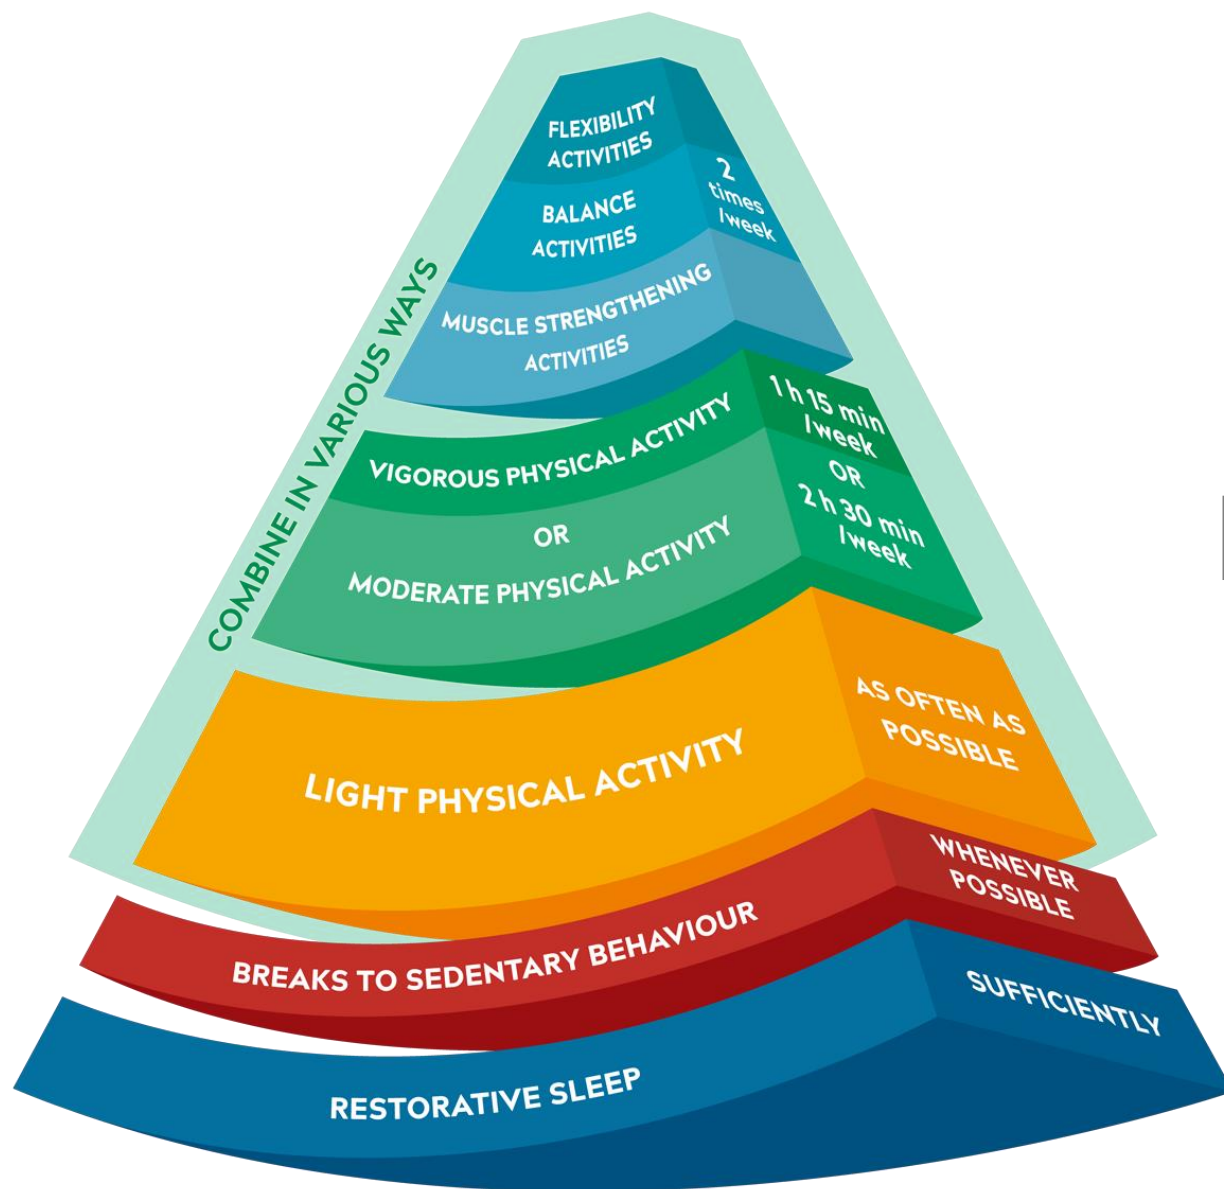 COMBINE IN VARIOUS WAYS
FLEXIBILITY
ACTIVITIES
BALANCE
ACTIVITIES
MUSCLE STRENGTHENING
ACTIVITIES
2
times
/week
VIGOROUS PHYSICAL ACTIVITY
OR
MODERATE PHYSICAL ACTIVITY
1 h 15 min
/week
OR
2 h 30 min
/week
LIGHT PHYSICAL ACTIVITY
AS OFTEN AS
POSSIBLE
BREAKS TO SEDENTARY BEHAVIOUR
WHENEVER
POSSIBLE
RESTORATIVE SLEEP
SUFFICIENTLY